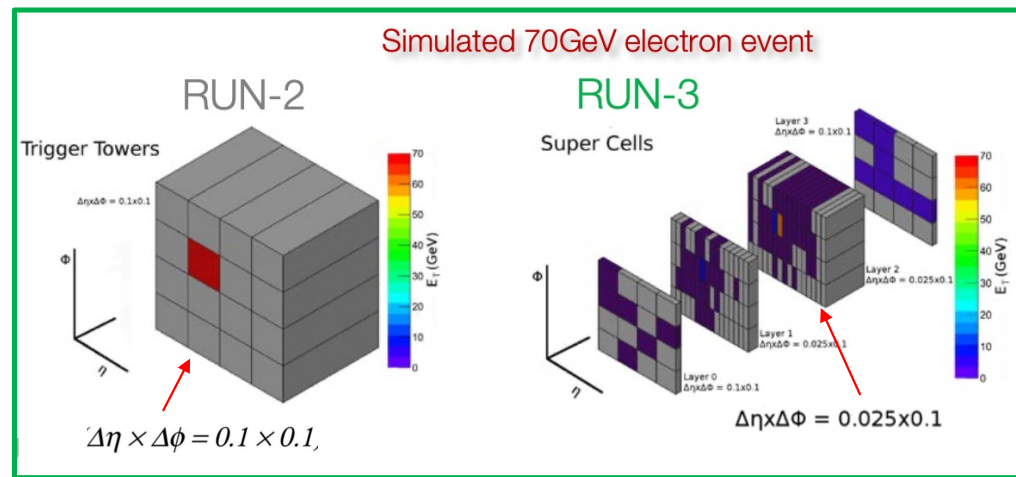 Simulated 70GeV electron event
RUN-2
RUN-3
Trigger Towers
ΔηxΔΦ = 0.1x0.1
Φ
η
70
60
50
40
30
20
10
0
E_T (GeV)
Δη × Δϕ = 0.1 × 0.1,
Super Cells
Φ
η
Layer 3
ΔηxΔΦ = 0.1x0.1
Layer 2
ΔηxΔΦ = 0.025x0.1
Layer 1
ΔηxΔΦ = 0.025x0.1
Layer 0
ΔηxΔΦ = 0.1x0.1
70
60
50
40
30
20
10
0
E_T (GeV)
ΔηxΔΦ = 0.025x0.1